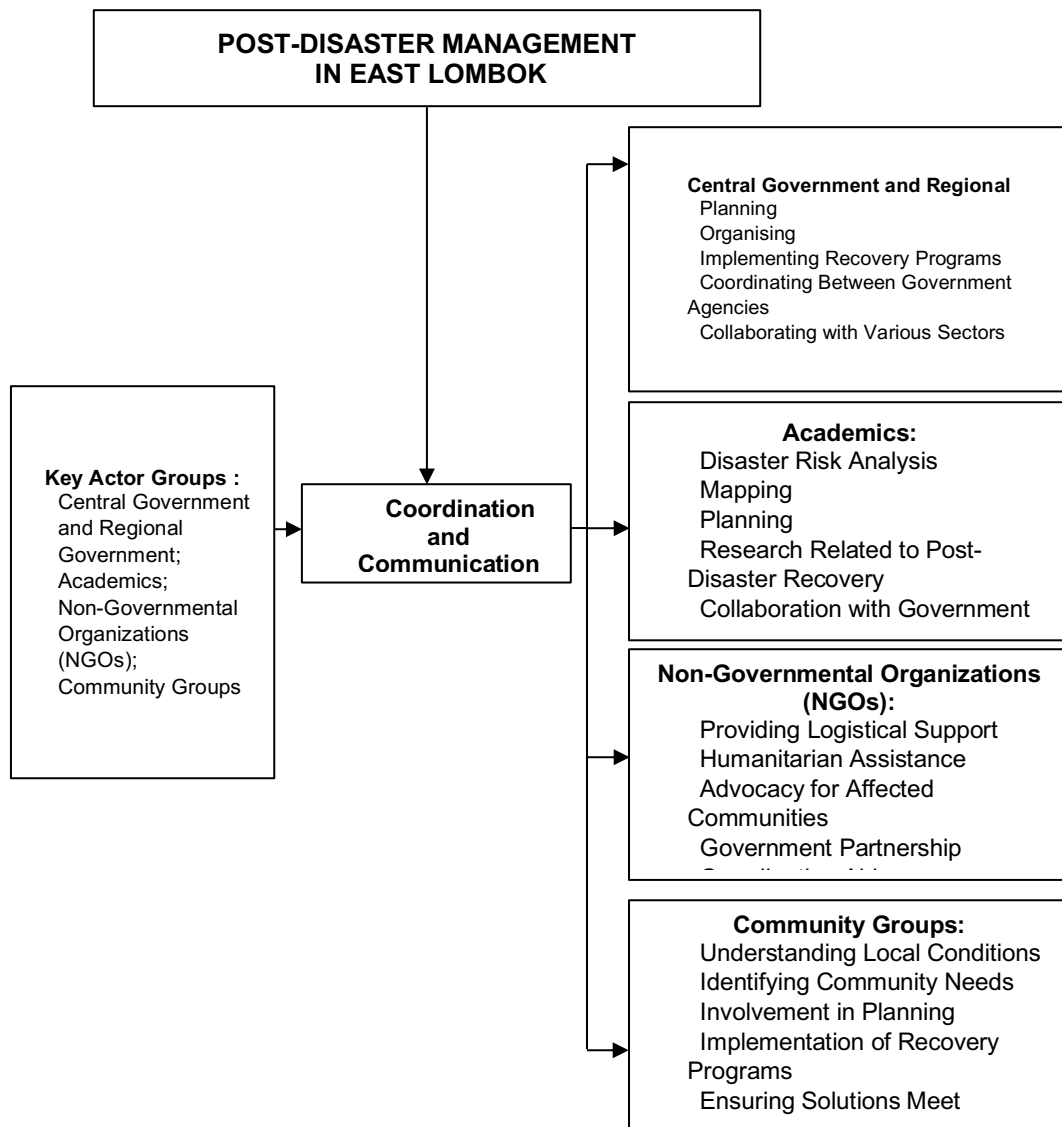 POST-DISASTER MANAGEMENT
IN EAST LOMBOK
Key Actor Groups :
Central Government
and Regional
Government;
Academics;
Non-Governmental
Organizations
(NGOs);
Community Groups
Coordination
and
Communication
Central Government and Regional
Planning
Organising
Implementing Recovery Programs
Coordinating Between Government
Agencies
Collaborating with Various Sectors
Academics:
Disaster Risk Analysis
Mapping
Planning
Research Related to Post-
Disaster Recovery
Collaboration with Government
Non-Governmental Organizations
(NGOs):
Providing Logistical Support
Humanitarian Assistance
Advocacy for Affected
Communities
Government Partnership
Community Groups:
Understanding Local Conditions
Identifying Community Needs
Involvement in Planning
Implementation of Recovery
Programs
Ensuring Solutions Meet